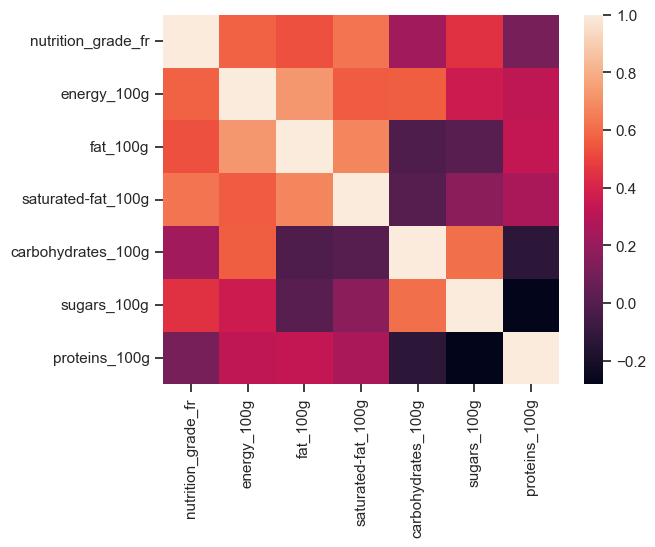 nutrition_grade_fr
energy_100g
fat_100g
saturated-fat_100g
carbohydrates_100g
sugars_100g
proteins_100g
nutrition_grade_fr
energy_100g
fat_100g
saturated-fat_100g
carbohydrates_100g
sugars_100g
proteins_100g
1.0
0.8
0.6
0.4
0.2
0.0
−0.2